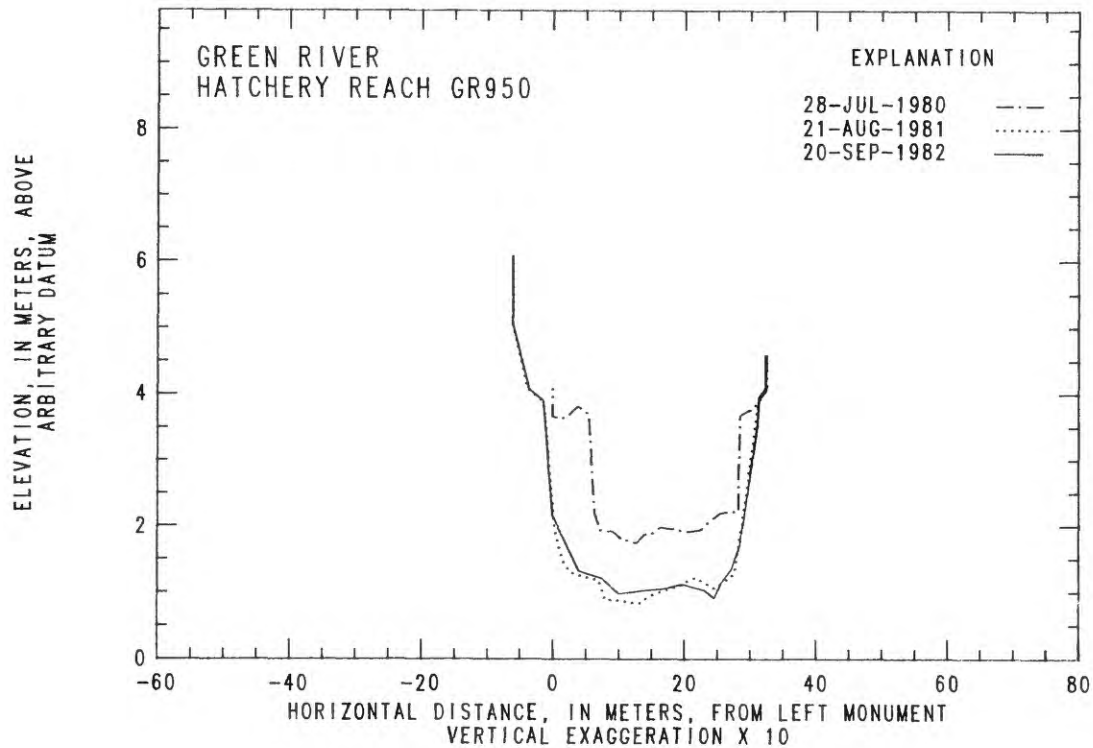 GREEN RIVER
HATCHERY REACH GR950
EXPLANATION
28-JUL-1980
21-AUG-1981
20-SEP-1982
ELEVATION, IN METERS, ABOVE
ARBITRARY DATUM
8
6
4
2
0
-60 -40 -20 0 20 40 60 80
HORIZONTAL DISTANCE, IN METERS, FROM LEFT MONUMENT
VERTICAL EXAGGERATION X 10